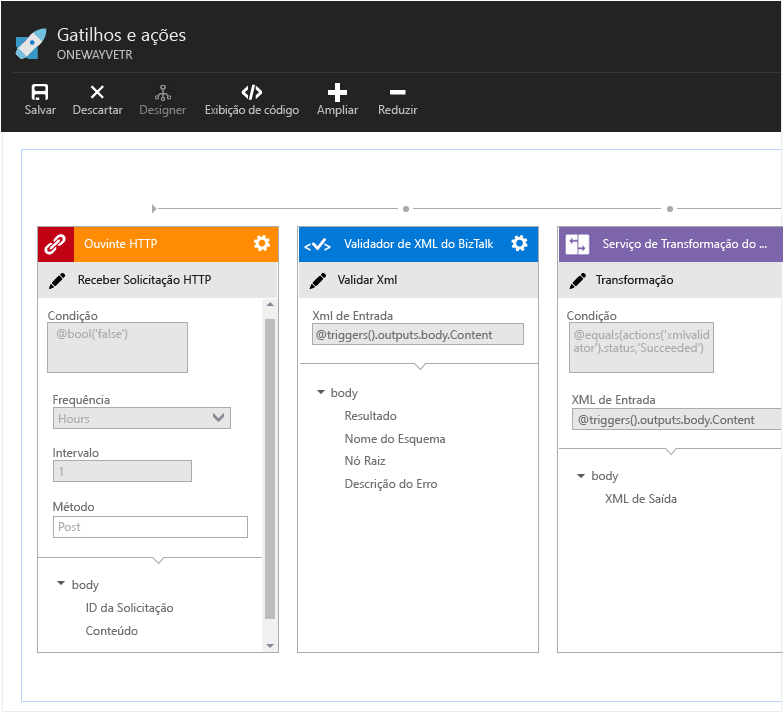 Gatilhos e ações
ONEWAYVETR
Salvar
Descartar
Designer
Exibição de código
Ampliar
Reduzir
Ouvinte HTTP
Receber Solicitação HTTP
Condição
@bool('false')
Frequência
Hours
Intervalo
1
Método
Post
body
ID da Solicitação
Conteúdo
Validador de XML do BizTalk
Validar Xml
Xml de Entrada
@triggers().outputs.body.Content
body
Resultado
Nome do Esquema
Nó Raiz
Descrição do Erro
Serviço de Transformação do ...
Transformação
Condição
@equals(actions('xmlvalid
ator').status,'Succeeded')
XML de Entrada
@triggers().outputs.body.Content
body
XML de Saída